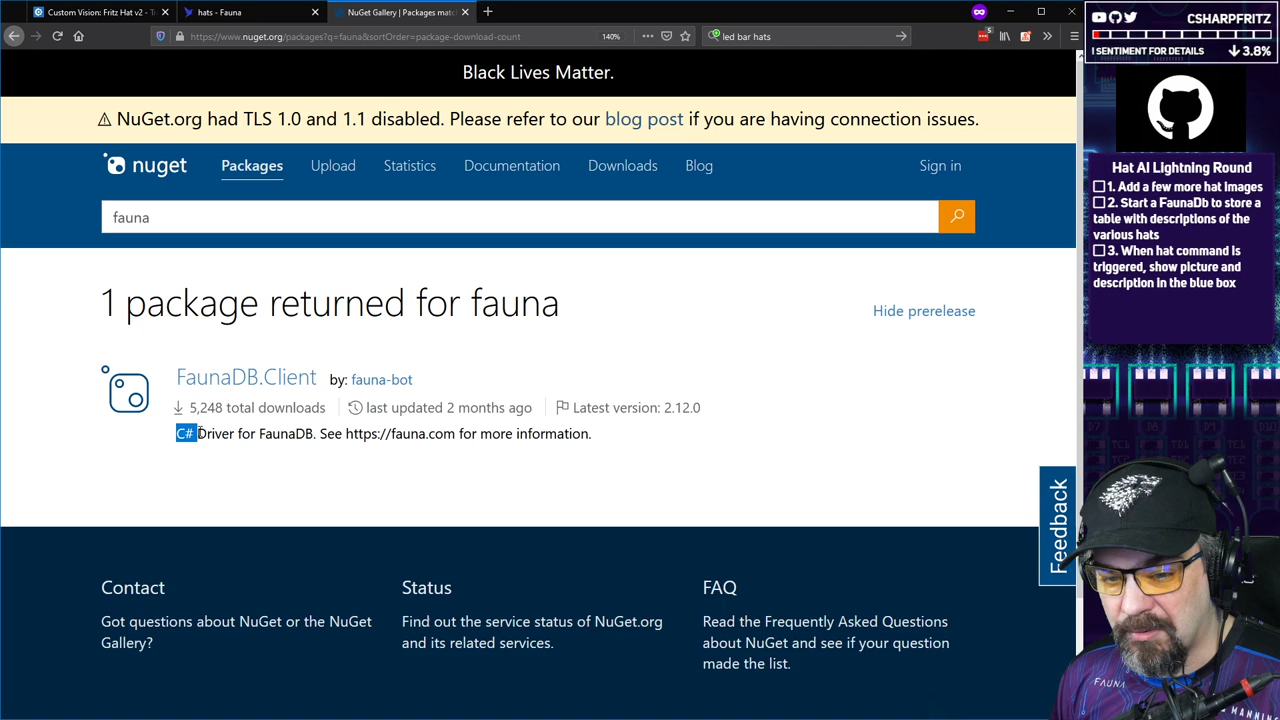 Custom Vision: Fritz Hat v2 - Tr
hats - Fauna
NuGet Gallery | Packages matc
https://www.nuget.org/packages?q=fauna&sortOrder=package-download-count
140%
led bar hats
5
Black Lives Matter.
NuGet.org had TLS 1.0 and 1.1 disabled. Please refer to our blog post if you are having connection issues.
nuget
Packages
Upload
Statistics
Documentation
Downloads
Blog
Sign in
fauna
1 package returned for fauna
Hide prerelease
FaunaDB.Client by: fauna-bot
5,248 total downloads
last updated 2 months ago
Latest version: 2.12.0
C# Driver for FaunaDB. See https://fauna.com for more information.
Feedback
Contact
Got questions about NuGet or the NuGet
Gallery?
Status
Find out the service status of NuGet.org
and its related services.
FAQ
Read the Frequently Asked Questions
about NuGet and see if your question
made the list.
CSHARPFRITZ
! SENTIMENT FOR DETAILS
3.8%
Hat AI Lightning Round
1. Add a few more hat images
2. Start a FaunaDb to store a
table with descriptions of the
various hats
3. When hat command is
triggered, show picture and
description in the blue box
D7
D8
D10
FAUNA